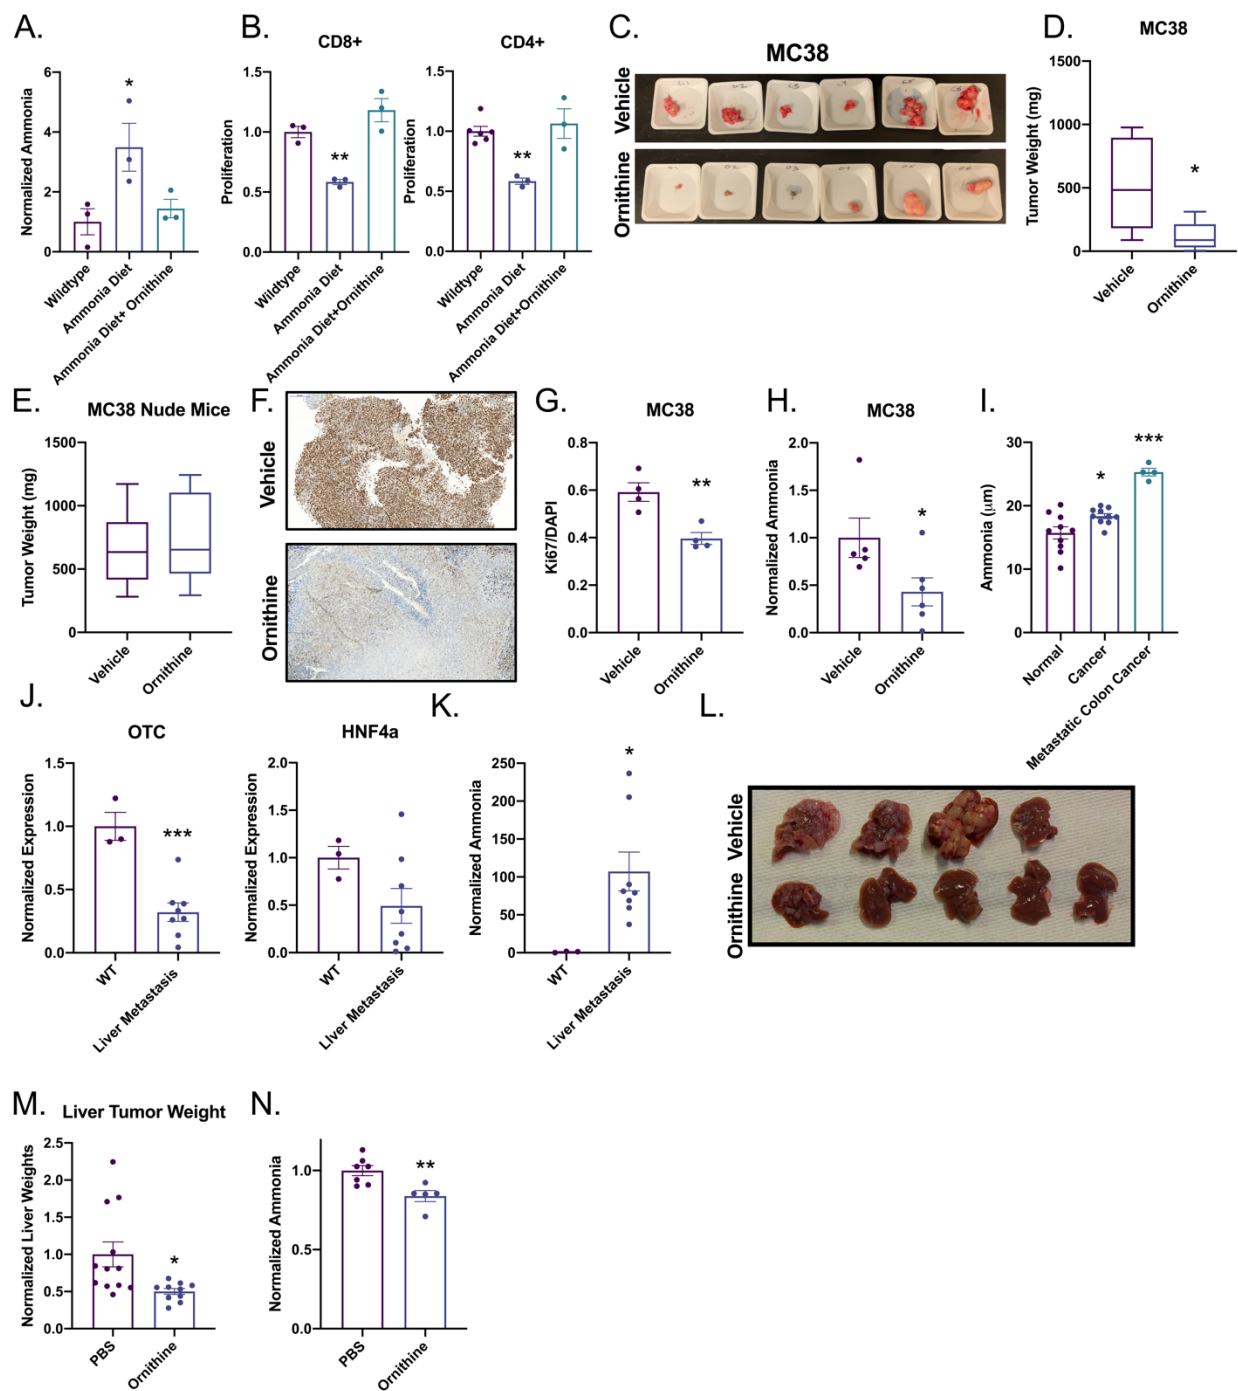 A.
Normalized Ammonia
6
4
2
0
*
Wildtype
Ammonia Diet
Ammonia Diet+ Ornithine
B.
CD8+
Proliferation
1.5
1.0
0.5
0.0
**
Wildtype
Ammonia Diet
Ammonia Diet+Ornithine
CD4+
Proliferation
1.5
1.0
0.5
0.0
**
Wildtype
Ammonia Diet
Ammonia Diet+Ornithine
C.
MC38
Vehicle
Ornithine
D.
MC38
Tumor Weight (mg)
1500
1000
500
0
*
Vehicle
Ornithine
E.
MC38 Nude Mice
Tumor Weight (mg)
1500
1000
500
0
Vehicle
Ornithine
F.
Vehicle
Ornithine
G.
MC38
Ki67/DAPI
0.8
0.6
0.4
0.2
0.0
**
Vehicle
Ornithine
H.
MC38
Normalized Ammonia
2.0
1.5
1.0
0.5
0.0
*
Vehicle
Ornithine
I.
Ammonia (μm)
30
20
10
0
*
***
Normal
Cancer
Metastatic Colon Cancer
J.
OTC
Normalized Expression
1.5
1.0
0.5
0.0
***
WT
Liver Metastasis
HNF4a
Normalized Expression
2.0
1.5
1.0
0.5
0.0
WT
Liver Metastasis
K.
Normalized Ammonia
250
200
150
100
50
0
*
WT
Liver Metastasis
L.
Vehicle
Ornithine
M.
Liver Tumor Weight
Normalized Liver Weights
2.5
2.0
1.5
1.0
0.5
0.0
*
PBS
Ornithine
N.
Normalized Ammonia
1.0
0.5
0.0
**
PBS
Ornithine